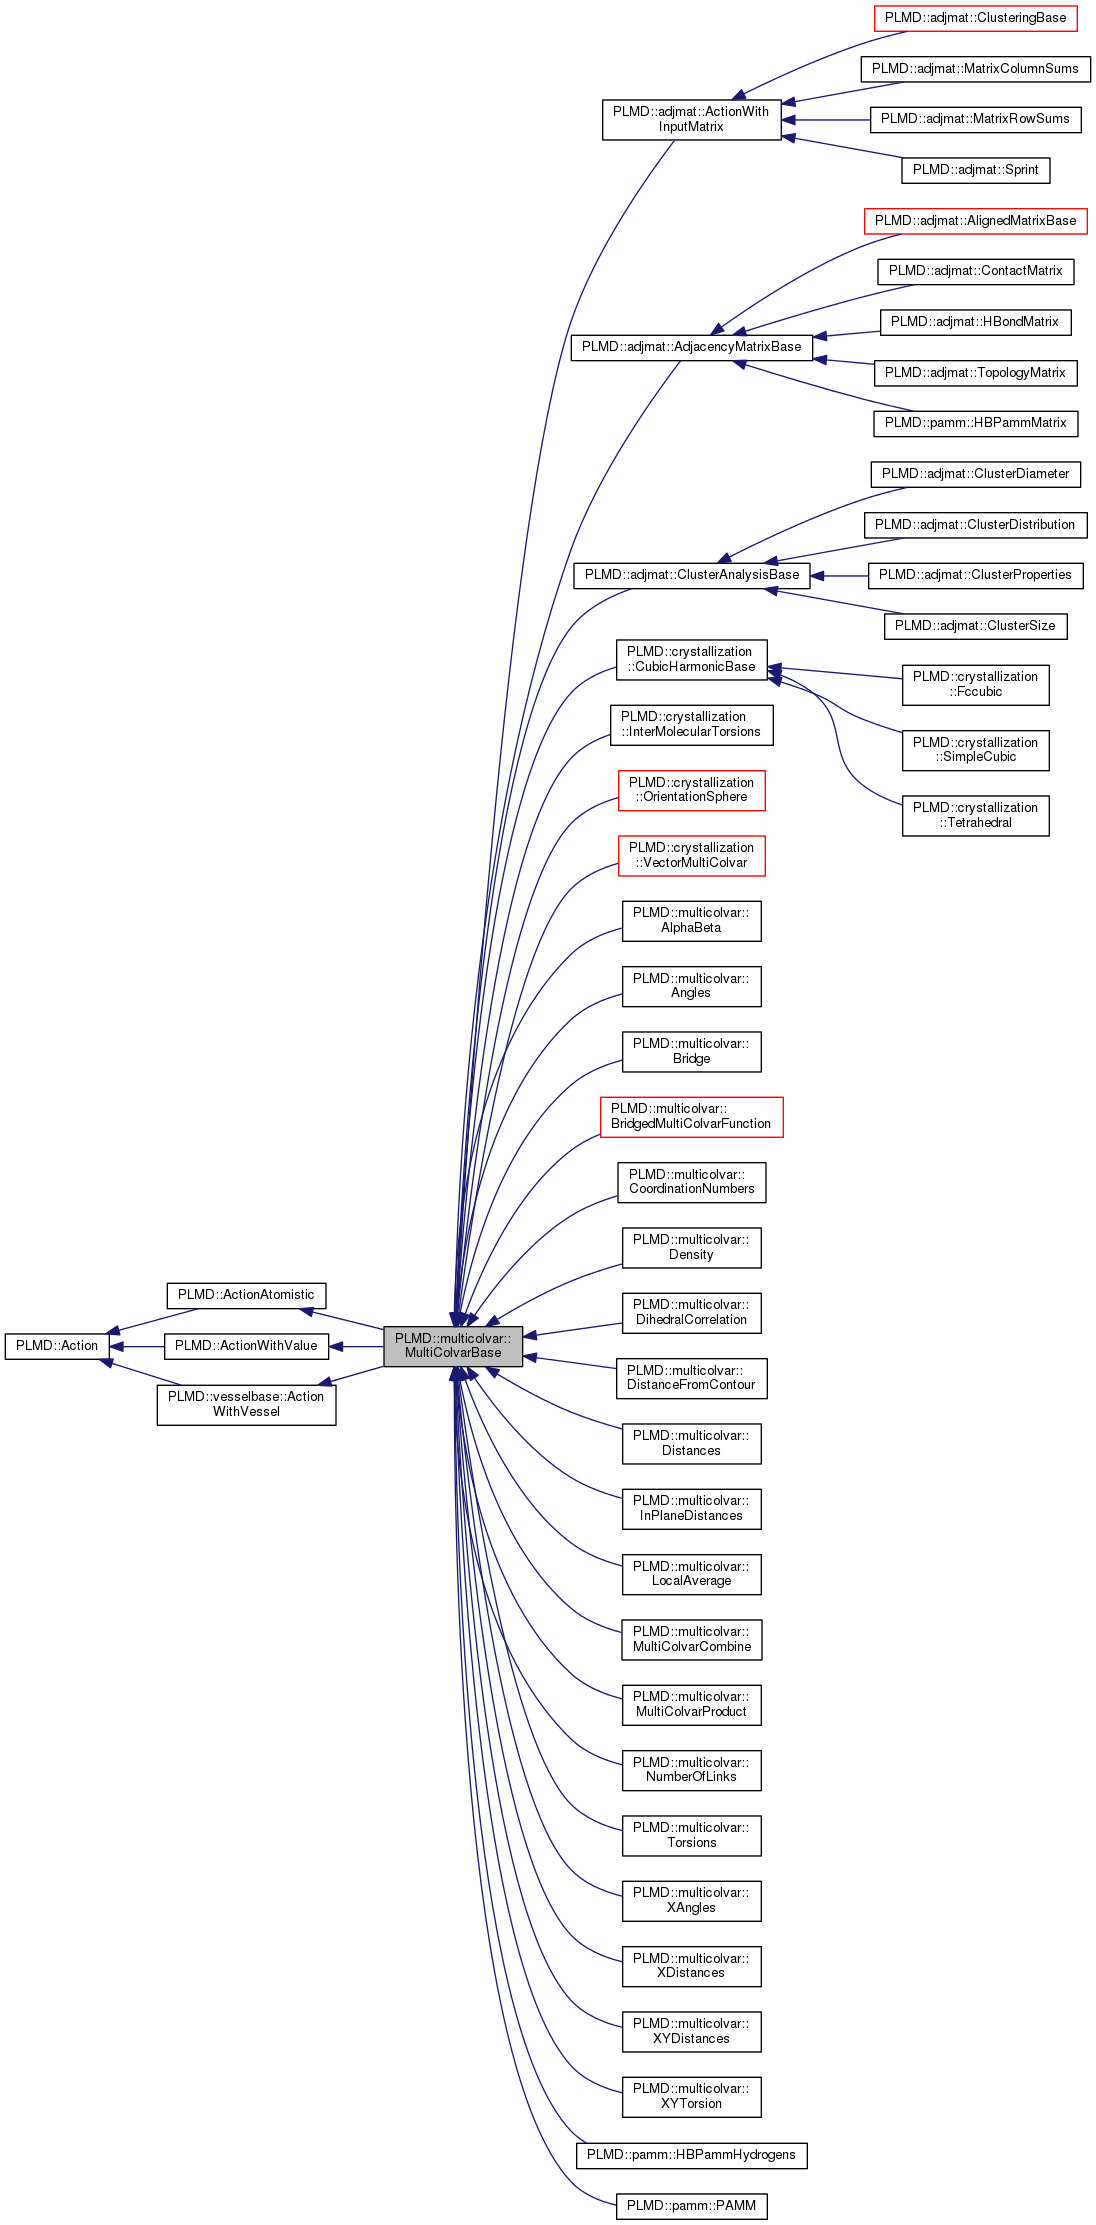 PLMD::adjmat::ClusteringBase
PLMD::adjmat::MatrixColumnSums
PLMD::adjmat::ActionWith
InputMatrix
PLMD::adjmat::MatrixRowSums
PLMD::adjmat::Sprint
PLMD::adjmat::AlignedMatrixBase
PLMD::adjmat::ContactMatrix
PLMD::adjmat::HBondMatrix
PLMD::adjmat::AdjacencyMatrixBase
PLMD::adjmat::TopologyMatrix
PLMD::pamm::HBPammMatrix
PLMD::adjmat::ClusterDiameter
PLMD::adjmat::ClusterDistribution
PLMD::adjmat::ClusterAnalysisBase
PLMD::adjmat::ClusterProperties
PLMD::adjmat::ClusterSize
PLMD::crystallization
::CubicHarmonicBase
PLMD::crystallization
::Fccubic
PLMD::crystallization
::InterMolecularTorsions
PLMD::crystallization
::SimpleCubic
PLMD::crystallization
::OrientationSphere
PLMD::crystallization
::Tetrahedral
PLMD::crystallization
::VectorMultiColvar
PLMD::multicolvar::
AlphaBeta
PLMD::multicolvar::
Angles
PLMD::multicolvar::
Bridge
PLMD::multicolvar::
BridgedMultiColvarFunction
PLMD::multicolvar::
CoordinationNumbers
PLMD::multicolvar::
Density
PLMD::ActionAtomistic
PLMD::multicolvar::
DihedralCorrelation
PLMD::Action
PLMD::ActionWithValue
PLMD::multicolvar::
MultiColvarBase
PLMD::multicolvar::
DistanceFromContour
PLMD::vesselbase::Action
WithVessel
PLMD::multicolvar::
Distances
PLMD::multicolvar::
InPlaneDistances
PLMD::multicolvar::
LocalAverage
PLMD::multicolvar::
MultiColvarCombine
PLMD::multicolvar::
MultiColvarProduct
PLMD::multicolvar::
NumberOfLinks
PLMD::multicolvar::
Torsions
PLMD::multicolvar::
XAngles
PLMD::multicolvar::
XDistances
PLMD::multicolvar::
XYDistances
PLMD::multicolvar::
XYTorsion
PLMD::pamm::HBPammHydrogens
PLMD::pamm::PAMM